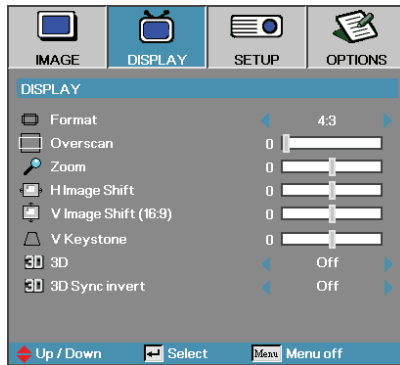 IMAGE DISPLAY SETUP OPTIONS
DISPLAY
Format 4:3
Overscan 0
Zoom 0
H Image Shift 0
V Image Shift (16:9) 0
V Keystone 0
3D 3D Off
3D 3D Sync invert Off
Up / Down Select Menu Menu off